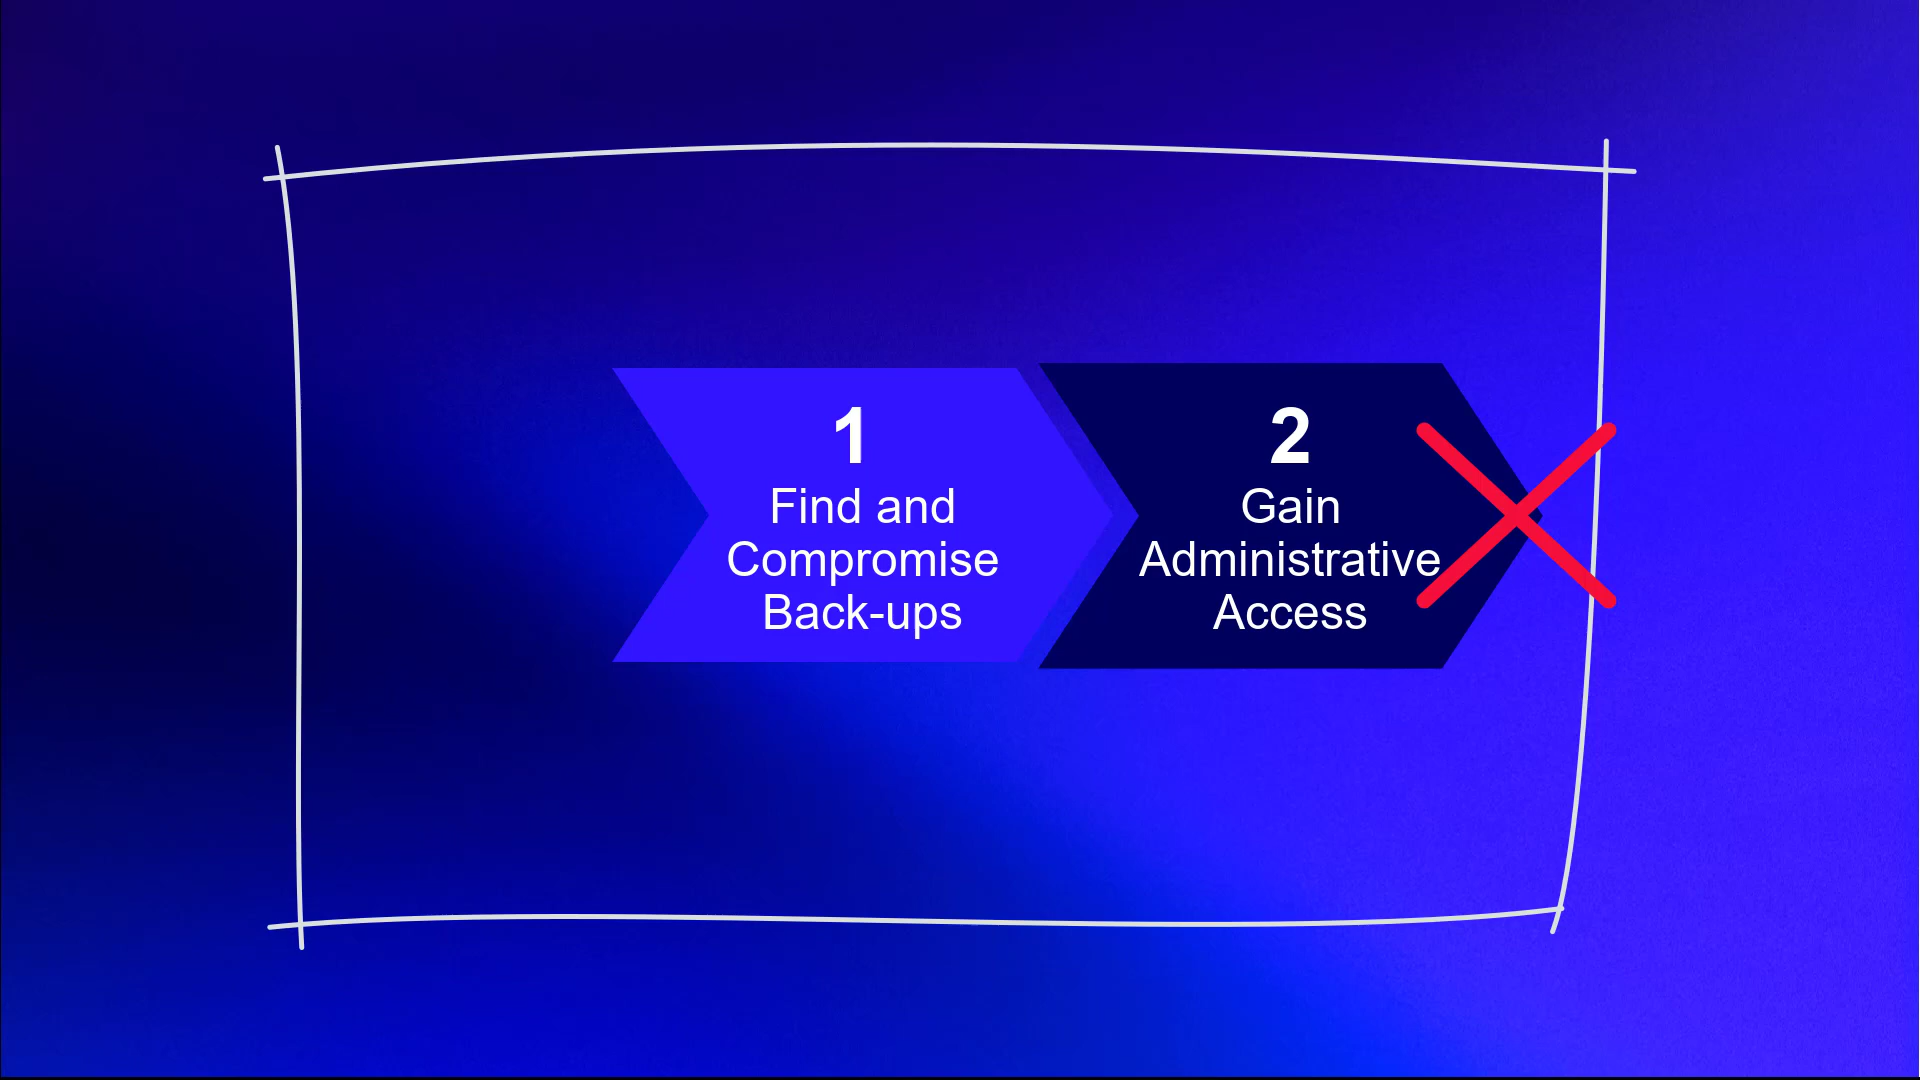 1
Find and
Compromise
Back-ups
2
Gain
Administrative
Access